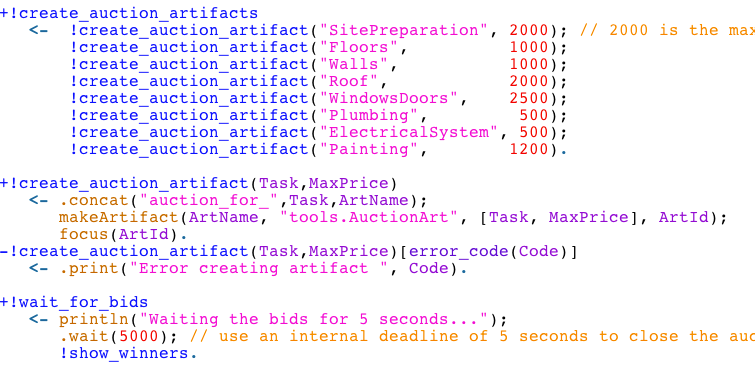 +!create_auction_artifacts
   <-  !create_auction_artifact("SitePreparation", 2000); // 2000 is the max
       !create_auction_artifact("Floors",          1000);
       !create_auction_artifact("Walls",           1000);
       !create_auction_artifact("Roof",            2000);
       !create_auction_artifact("WindowsDoors",    2500);
       !create_auction_artifact("Plumbing",         500);
       !create_auction_artifact("ElectricalSystem", 500);
       !create_auction_artifact("Painting",        1200).

+!create_auction_artifact(Task,MaxPrice)
   <- .concat("auction_for_",Task,ArtName);
      makeArtifact(ArtName, "tools.AuctionArt", [Task, MaxPrice], ArtId);
      focus(ArtId).
-!create_auction_artifact(Task,MaxPrice)[error_code(Code)]
   <- .print("Error creating artifact ", Code).

+!wait_for_bids
   <- println("Waiting the bids for 5 seconds...");
      .wait(5000); // use an internal deadline of 5 seconds to close the auc
      !show_winners.